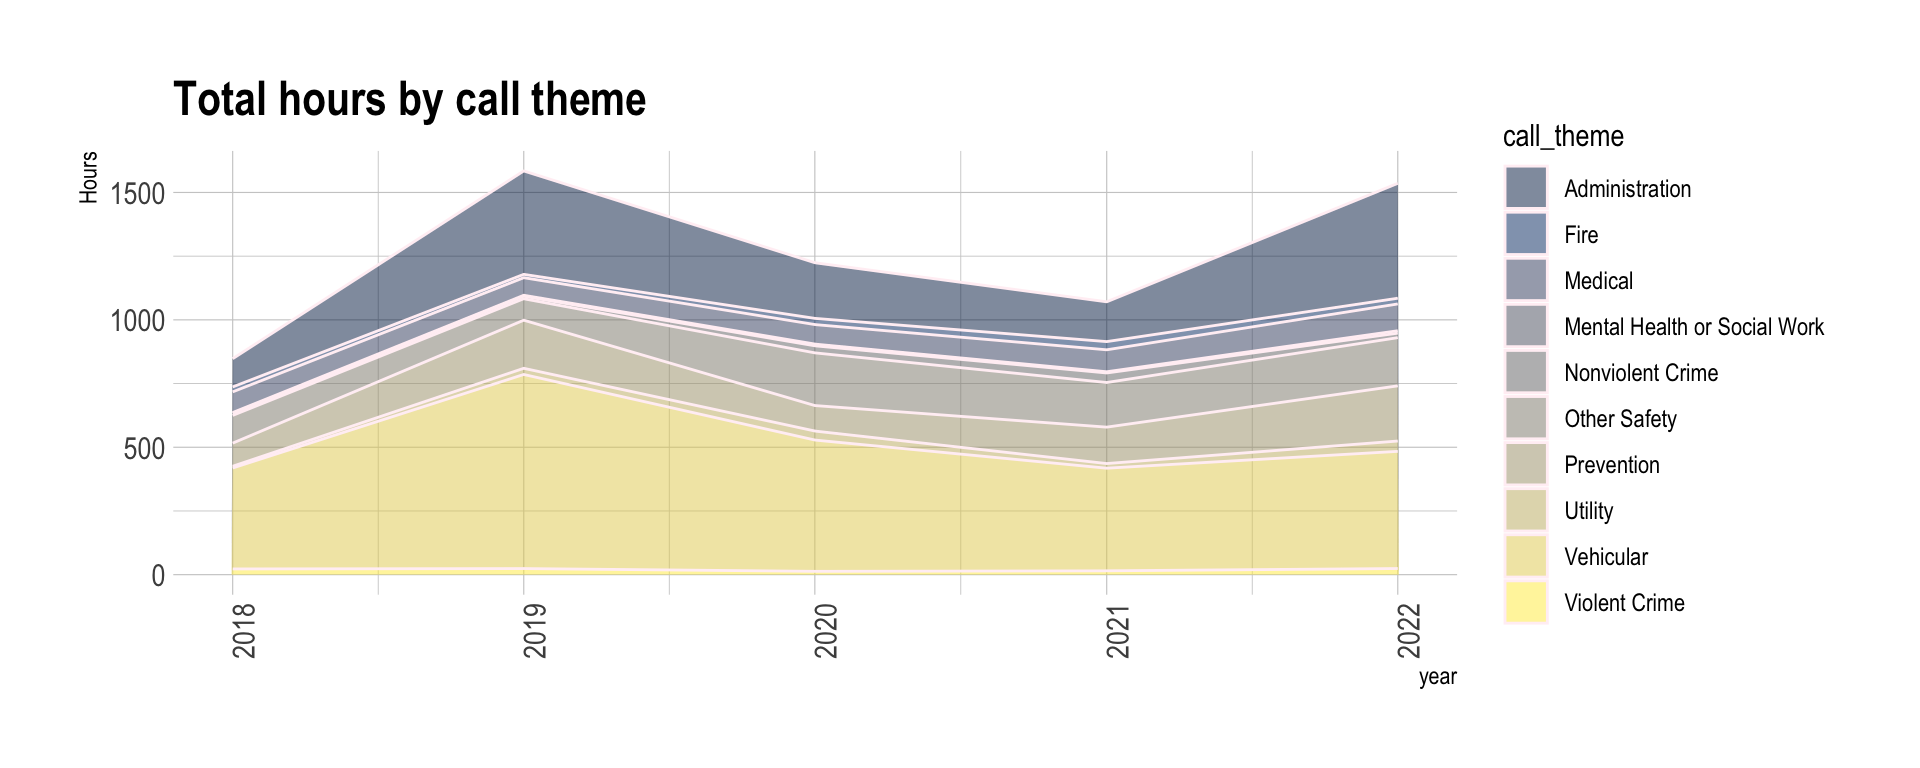 Total hours by call theme
Hours
1500
1000
500
0
2018
2019
2020
2021
2022
year
call_theme
Administration
Fire
Medical
Mental Health or Social Work
Nonviolent Crime
Other Safety
Prevention
Utility
Vehicular
Violent Crime